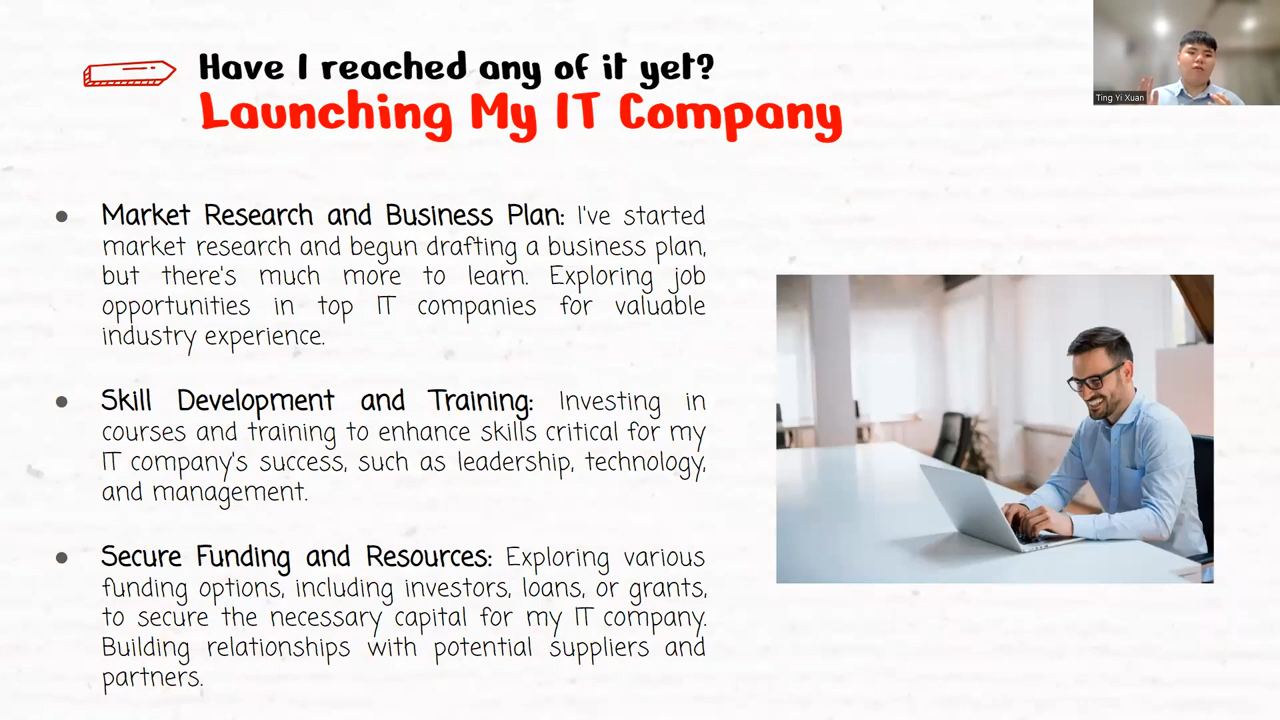 Have I reached any of it yet?
Launching My IT Company
Ting Yi Xuan
● Market Research and Business Plan: I've started
market research and begun drafting a business plan,
but there's much more to learn. Exploring job
opportunities in top IT companies for valuable
industry experience.
● Skill Development and Training: Investing in
courses and training to enhance skills critical for my
IT company's success, such as leadership, technology,
and management.
● Secure Funding and Resources: Exploring various
funding options, including investors, loans, or grants,
to secure the necessary capital for my IT company.
Building relationships with potential suppliers and
partners.